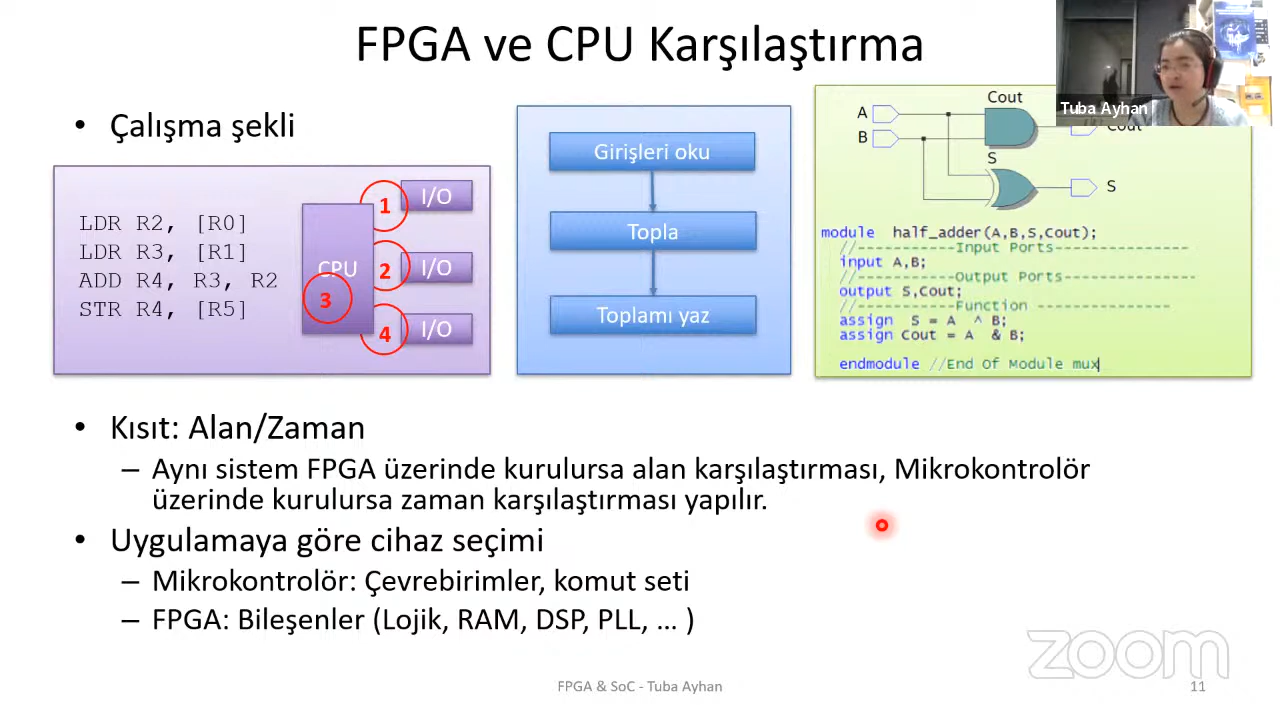 FPGA ve CPU Karşılaştırma
Tuba Ayhan
• Çalışma şekli
LDR R2, [R0]
LDR R3, [R1]
ADD R4, R3, R2
STR R4, [R5]
CPU
1
I/O
2
I/O
3
4
I/O
Girişleri oku
Topla
Toplamı yaz
A
B
Cout
Cout
S
S
module half_adder(A,B,S,Cout);
//-----------Input Ports---------------
input A,B;
//-----------Output Ports---------------
output S,Cout;
//-----------Function ---------------
assign S = A ^ B;
assign Cout = A & B;
endmodule //End Of Module mux
• Kısıt: Alan/Zaman
– Aynı sistem FPGA üzerinde kurulursa alan karşılaştırması, Mikrokontrolör
üzerinde kurulursa zaman karşılaştırması yapılır.
• Uygulamaya göre cihaz seçimi
– Mikrokontrolör: Çevrebirimler, komut seti
– FPGA: Bileşenler (Lojik, RAM, DSP, PLL, … )
zoom
FPGA & SoC - Tuba Ayhan
11